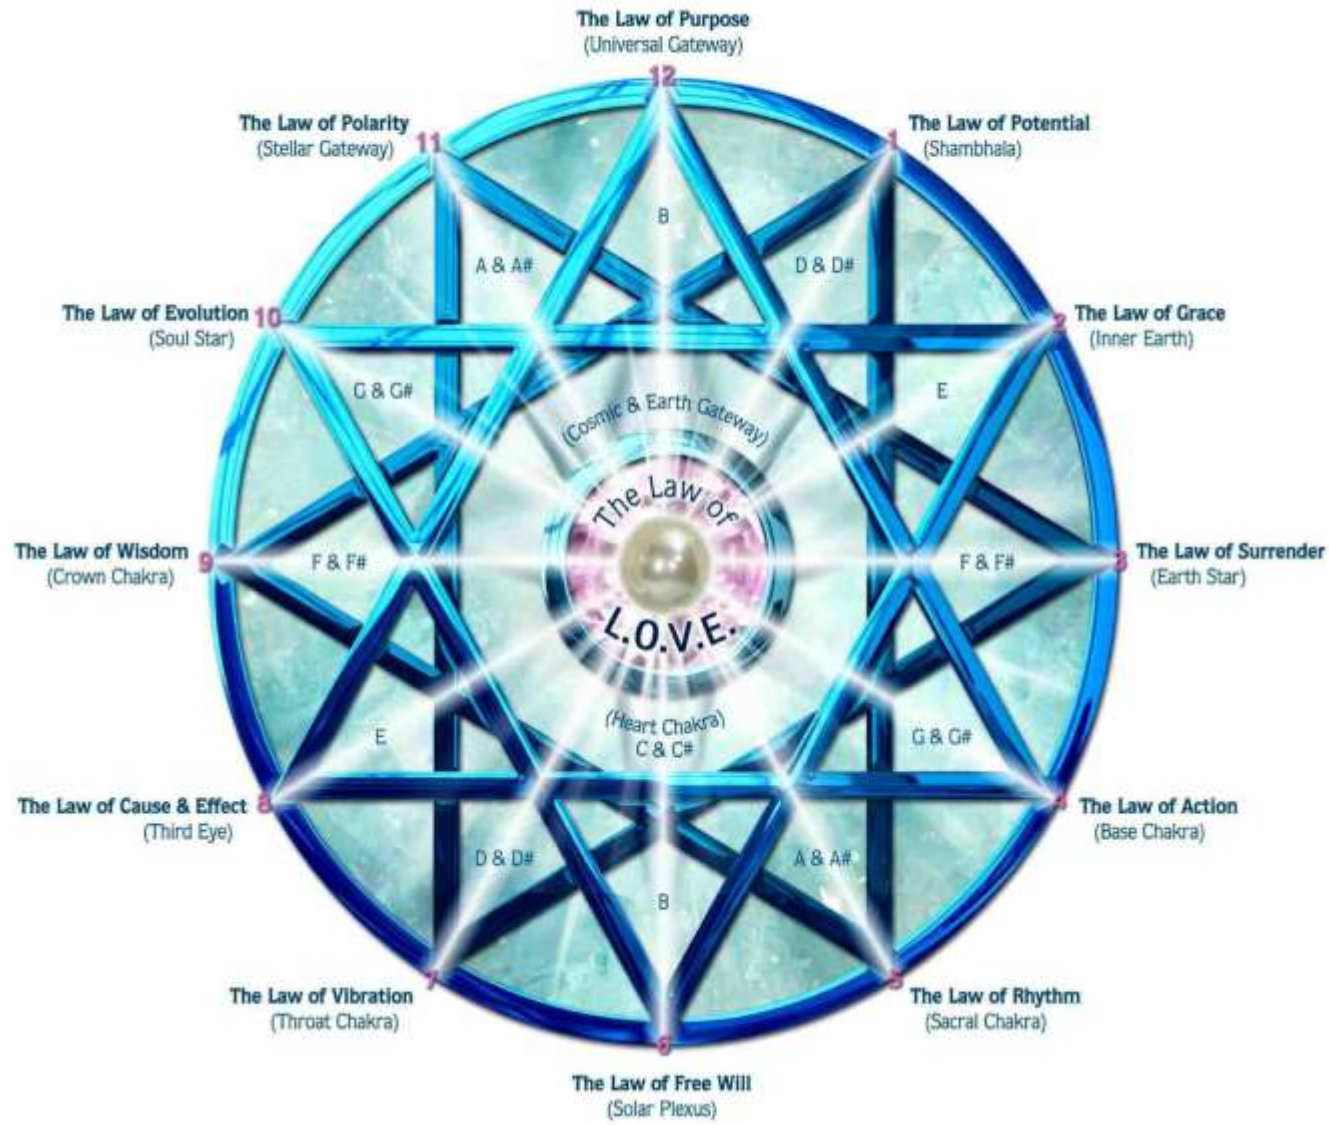 The Law of Purpose
(Universal Gateway)
12
The Law of Polarity
(Stellar Gateway)
11
1
The Law of Potential
(Shambhala)
B
A & A#
D & D#
The Law of Evolution
(Soul Star)
10
2
The Law of Grace
(Inner Earth)
G & G#
E
(Cosmic & Earth Gateway)
The Law of
L.O.V.E.
(Heart Chakra)
C & C#
The Law of Wisdom
(Crown Chakra)
9
F & F#
F & F#
3
The Law of Surrender
(Earth Star)
E
G & G#
The Law of Cause & Effect
(Third Eye)
8
4
The Law of Action
(Base Chakra)
D & D#
A & A#
B
The Law of Vibration
(Throat Chakra)
7
5
The Law of Rhythm
(Sacral Chakra)
6
The Law of Free Will
(Solar Plexus)